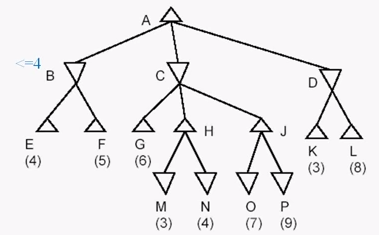 A
<=4
B C D
E F G H J K L
(4) (5) (6) (3) (8)
M N O P
(3) (4) (7) (9)